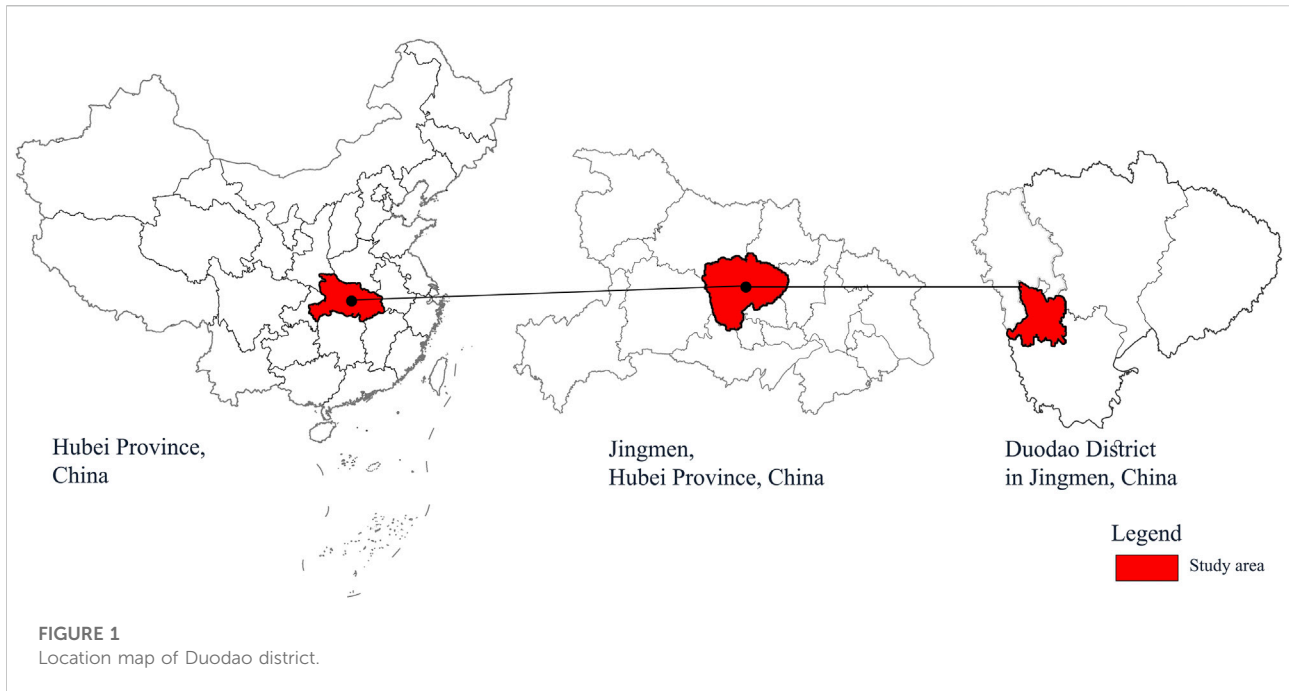 Hubei Province,
China
Jingmen,
Hubei Province, China
Duodao District
in Jingmen, China
Legend
Study area
FIGURE 1
Location map of Duodao district.